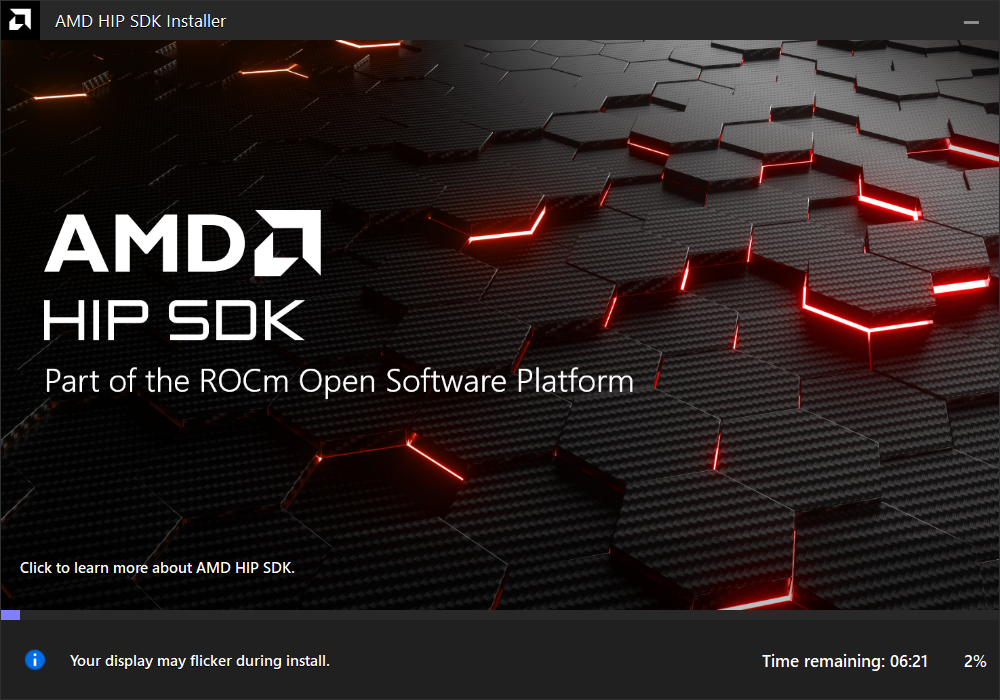 AMD HIP SDK Installer
AMD
HIP SDK
Part of the ROCm Open Software Platform
Click to learn more about AMD HIP SDK.
Your display may flicker during install.
Time remaining: 06:21
2%